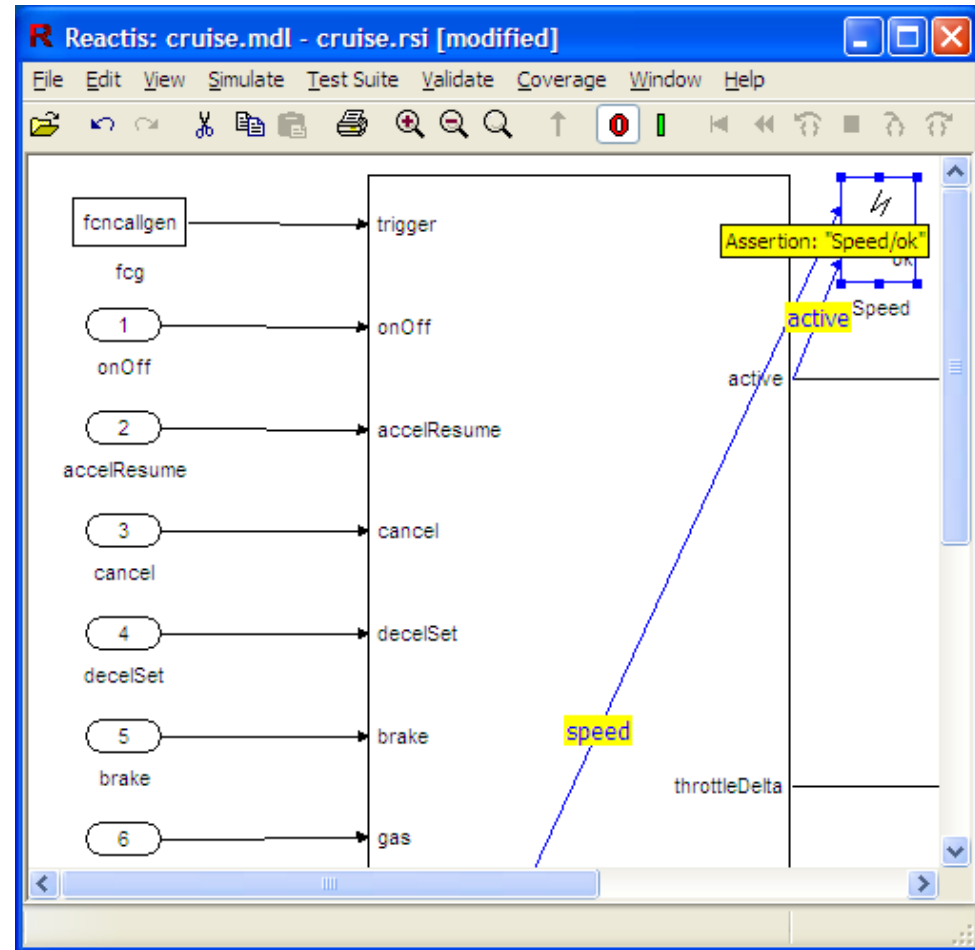 Reactis: cruise.mdl - cruise.rsi [modified]
File Edit View Simulate Test Suite Validate Coverage Window Help
fcncallgen
fcg
trigger
Assertion: "Speed/ok"
ok
Speed
active
1
onOff
onOff
active
2
accelResume
accelResume
3
cancel
cancel
4
decelSet
decelSet
5
brake
brake
speed
throttleDelta
6
gas